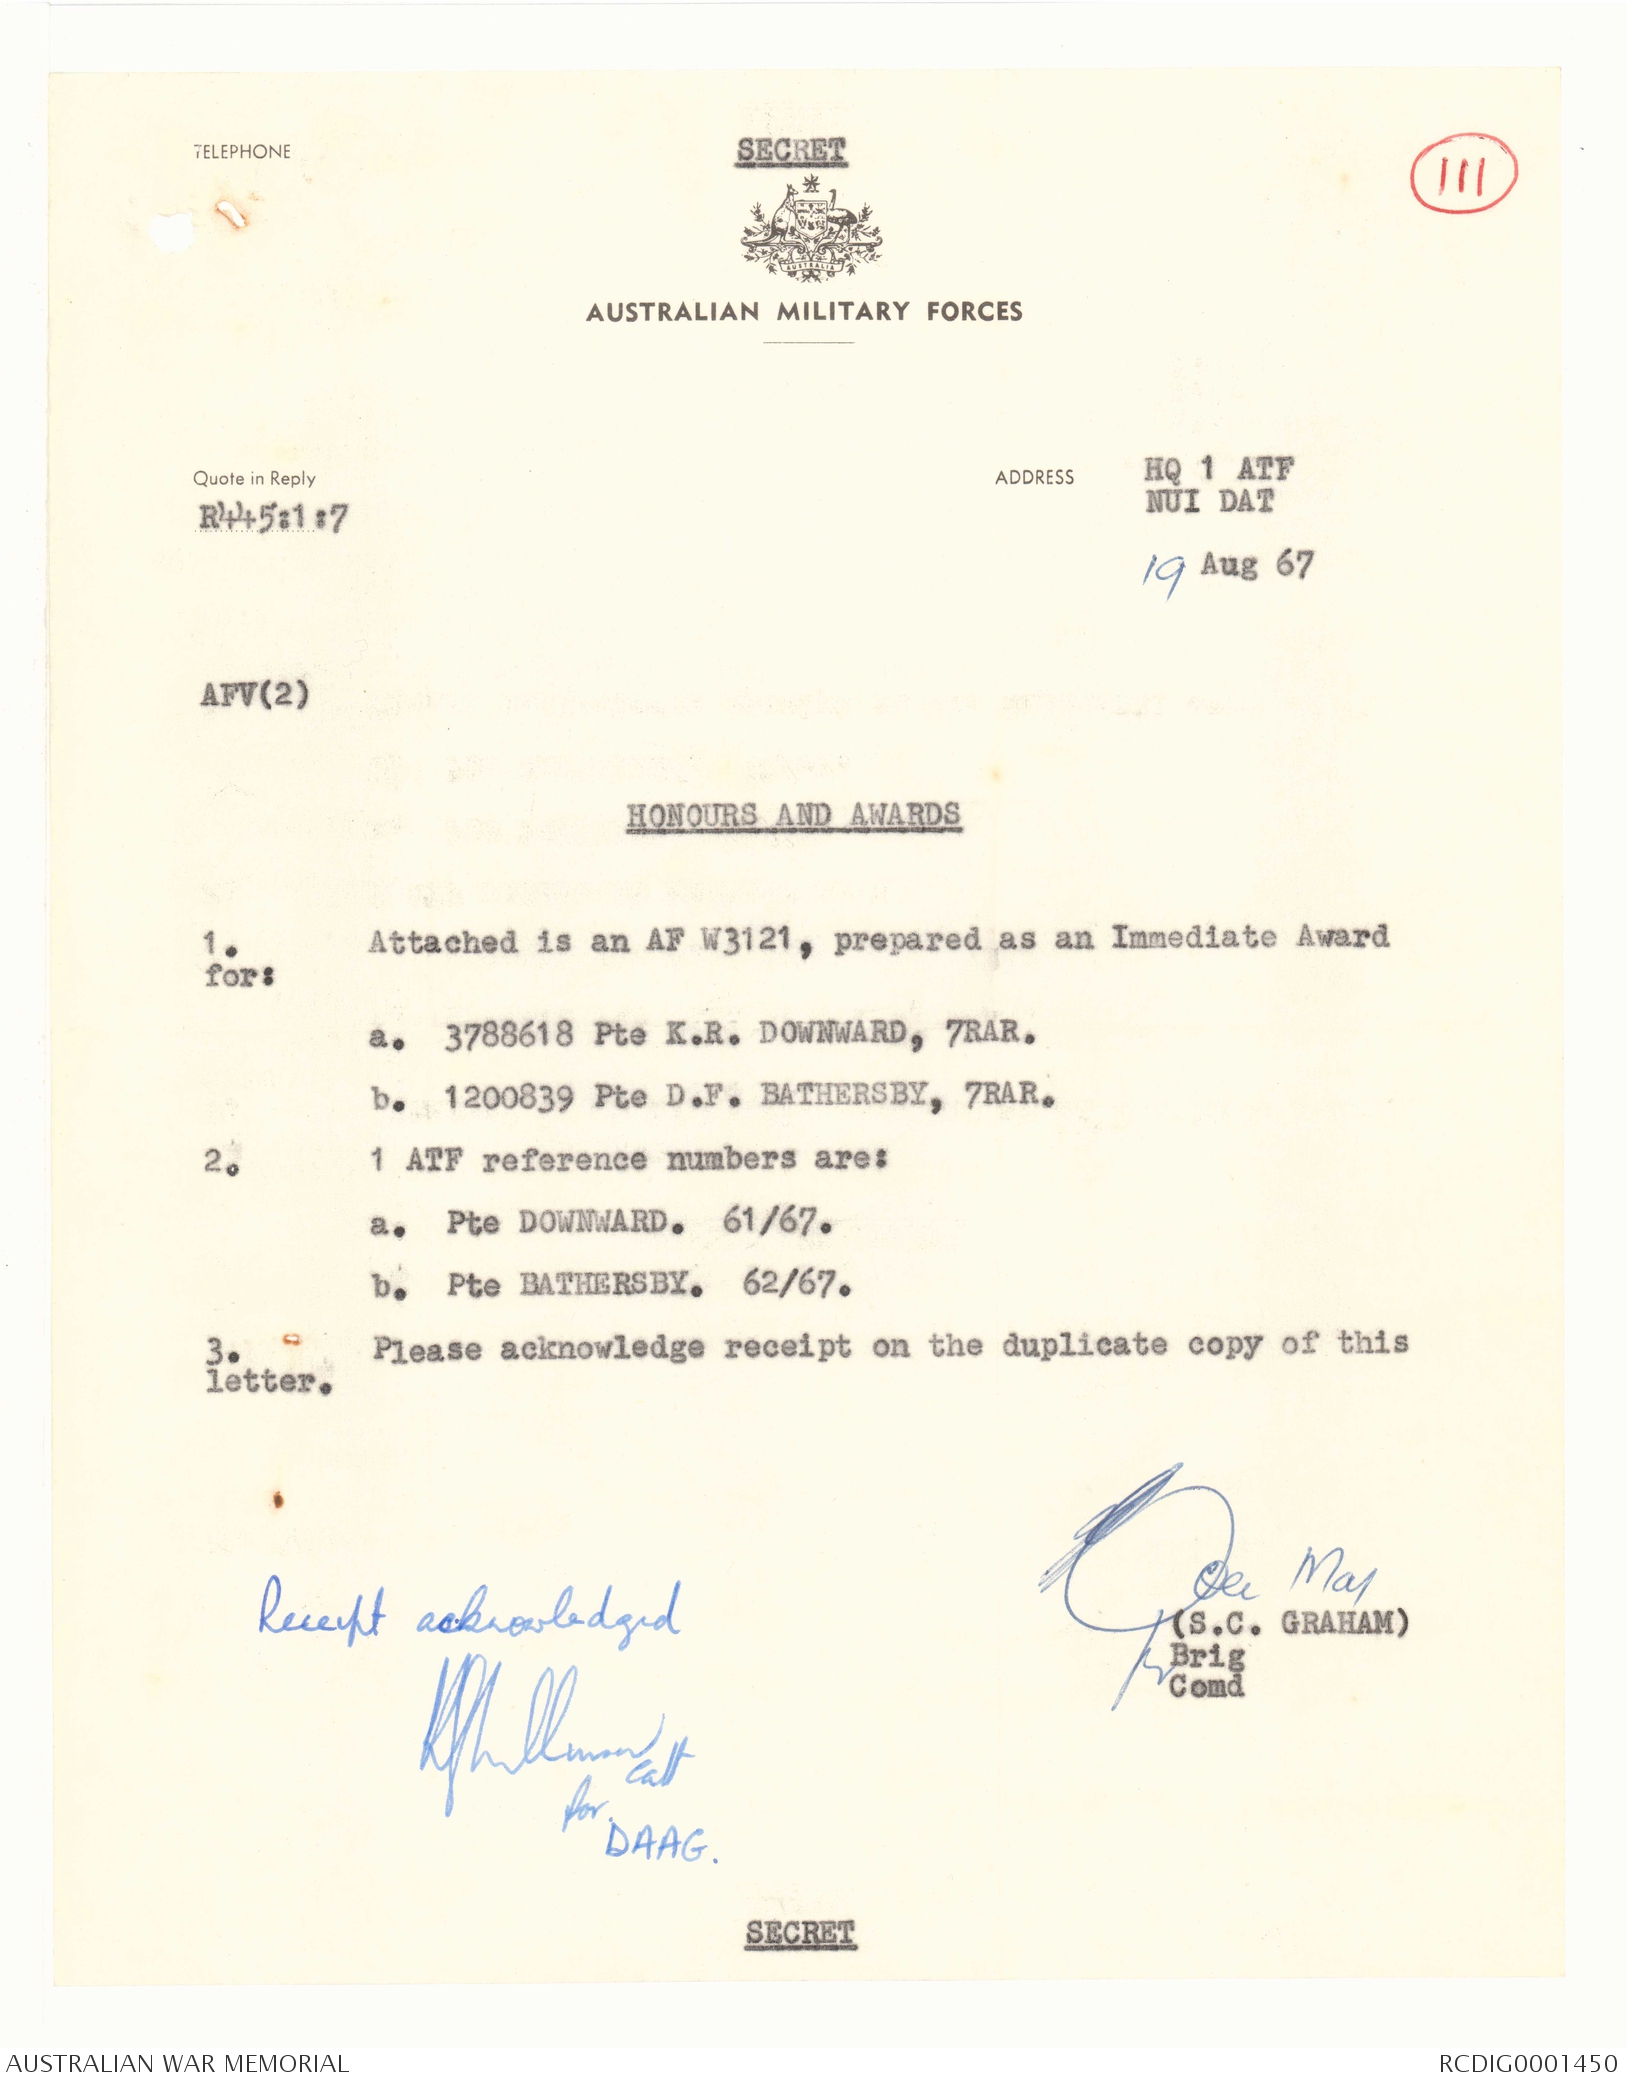 TELEPHONE
SECRET
111
AUSTRALIA
AUSTRALIAN MILITARY FORCES
Quote in Reply
R445:1:7
ADDRESS
HQ 1 ATF
NUI DAT
19 Aug 67
AFV(2)
HONOURS AND AWARDS
1. Attached is an AF W3121, prepared as an Immediate Award
for:
a. 3788618 Pte K.R. DOWNWARD, 7RAR.
b. 1200839 Pte D.F. BATHERSBY, 7RAR.
2. 1 ATF reference numbers are:
a. Pte DOWNWARD. 61/67.
b. Pte BATHERSBY. 62/67.
3. Please acknowledge receipt on the duplicate copy of this
letter.
Maj
(S.C. GRAHAM)
Brig
Comd
Receipt acknowledged
Capt
for.
DAAG.
SECRET
AUSTRALIAN WAR MEMORIAL
RCDIG0001450